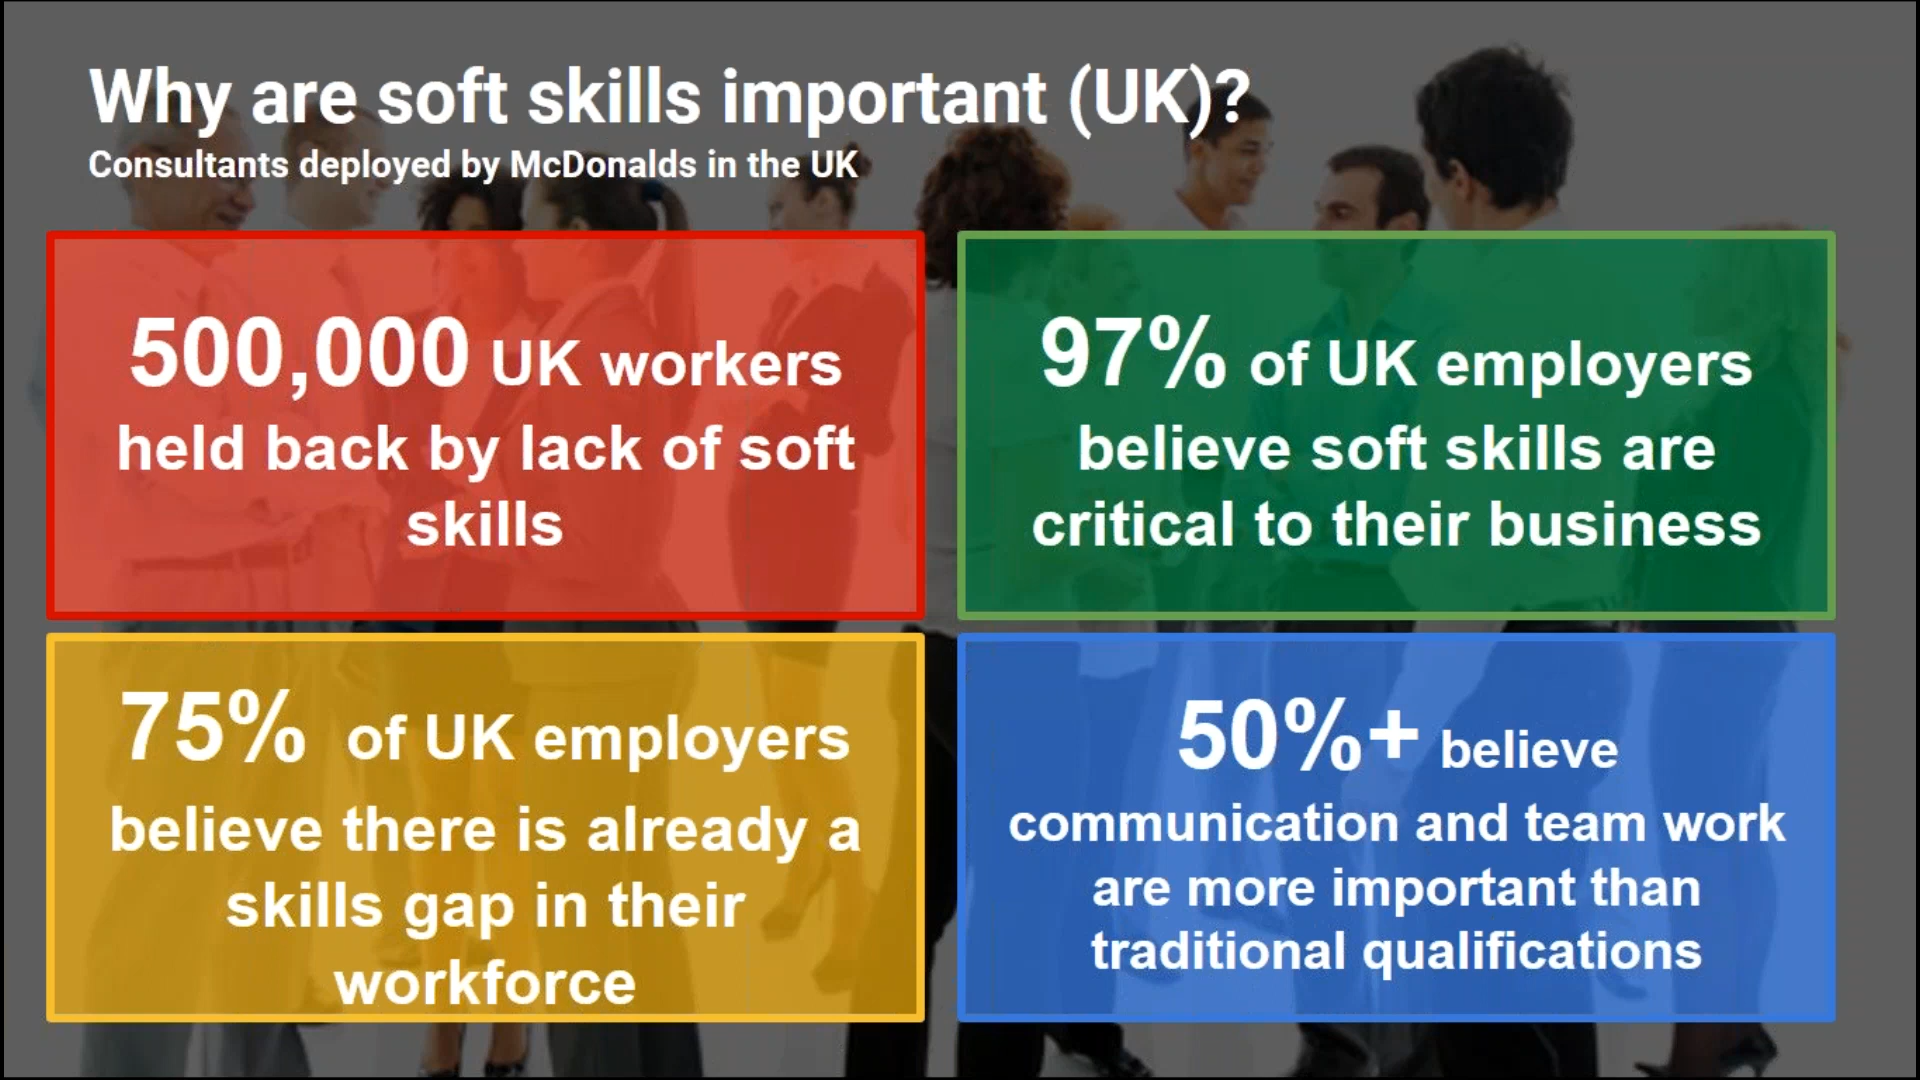 Why are soft skills important (UK)?
Consultants deployed by McDonalds in the UK
500,000 UK workers
held back by lack of soft
skills
97% of UK employers
believe soft skills are
critical to their business
75% of UK employers
believe there is already a
skills gap in their
workforce
50%+ believe
communication and team work
are more important than
traditional qualifications